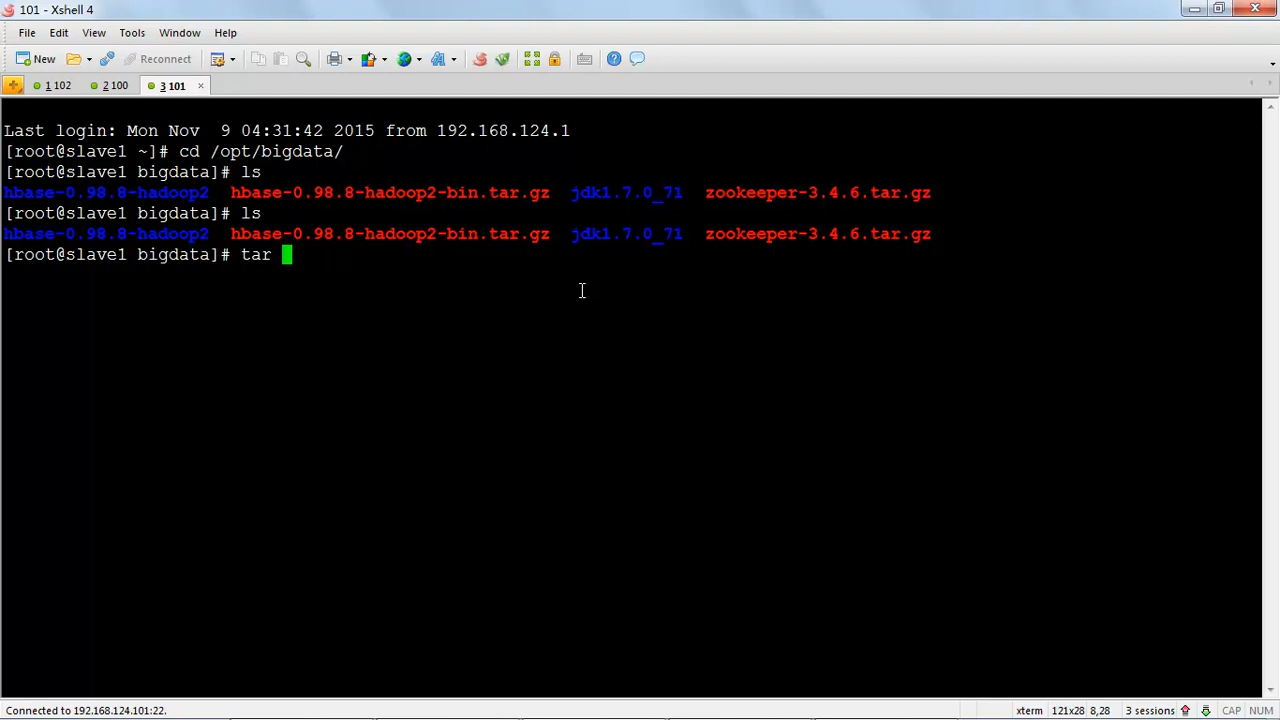 101 - Xshell 4
File Edit View Tools Window Help
New Reconnect
1 102 2 100 3 101 ×
Last login: Mon Nov  9 04:31:42 2015 from 192.168.124.1
[root@slave1 ~]# cd /opt/bigdata/
[root@slave1 bigdata]# ls
hbase-0.98.8-hadoop2  hbase-0.98.8-hadoop2-bin.tar.gz  jdk1.7.0_71  zookeeper-3.4.6.tar.gz
[root@slave1 bigdata]# ls
hbase-0.98.8-hadoop2  hbase-0.98.8-hadoop2-bin.tar.gz  jdk1.7.0_71  zookeeper-3.4.6.tar.gz
[root@slave1 bigdata]# tar
Connected to 192.168.124.101:22. xterm 121x28 8,28 3 sessions CAP NUM